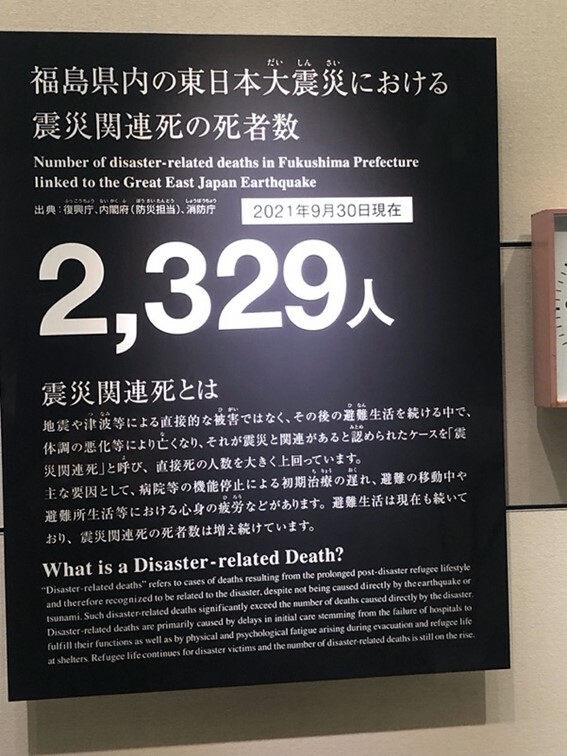 福島県内の東日本大震災における
震災関連死の死者数
Number of disaster-related deaths in Fukushima Prefecture
linked to the Great East Japan Earthquake
出典：復興庁、内閣府（防災担当）、消防庁
2021年9月30日現在
2,329人
震災関連死とは
地震や津波等による直接的な被害ではなく、その後の避難生活を続ける中で、
体調の悪化等により亡くなり、それが震災と関連があると認められたケースを「震
災関連死」と呼び、直接死の人数を大きく上回っています。
主な要因として、病院等の機能停止による初期治療の遅れ、避難の移動中や
避難所生活等における心身の疲労などがあります。避難生活は現在も続いて
おり、震災関連死の死者数は増え続けています。
What is a Disaster-related Death?
"Disaster-related deaths" refers to cases of deaths resulting from the prolonged post-disaster refugee lifestyle
and therefore recognized to be related to the disaster, despite not being caused directly by the earthquake or
tsunami. Such disaster-related deaths significantly exceed the number of deaths caused directly by the disaster.
Disaster-related deaths are primarily caused by delays in initial care stemming from the failure of hospitals to
fulfill their functions as well as by physical and psychological fatigue arising during evacuation and refugee life
at shelters. Refugee life continues for disaster victims and the number of disaster-related deaths is still on the rise.